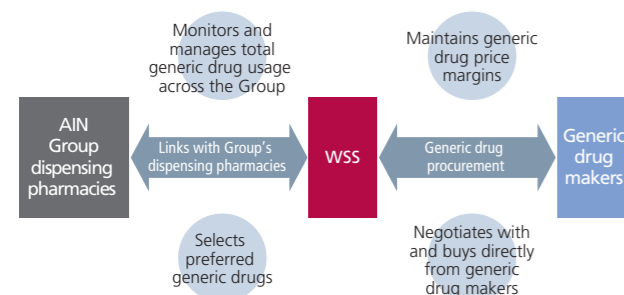 Monitors and
manages total
generic drug usage
across the Group
Maintains generic
drug price
margins
AIN
Group
dispensing
pharmacies
Links with Group's
dispensing pharmacies
WSS
Generic drug
procurement
Generic
drug
makers
Selects
preferred
generic drugs
Negotiates with
and buys directly
from generic
drug makers